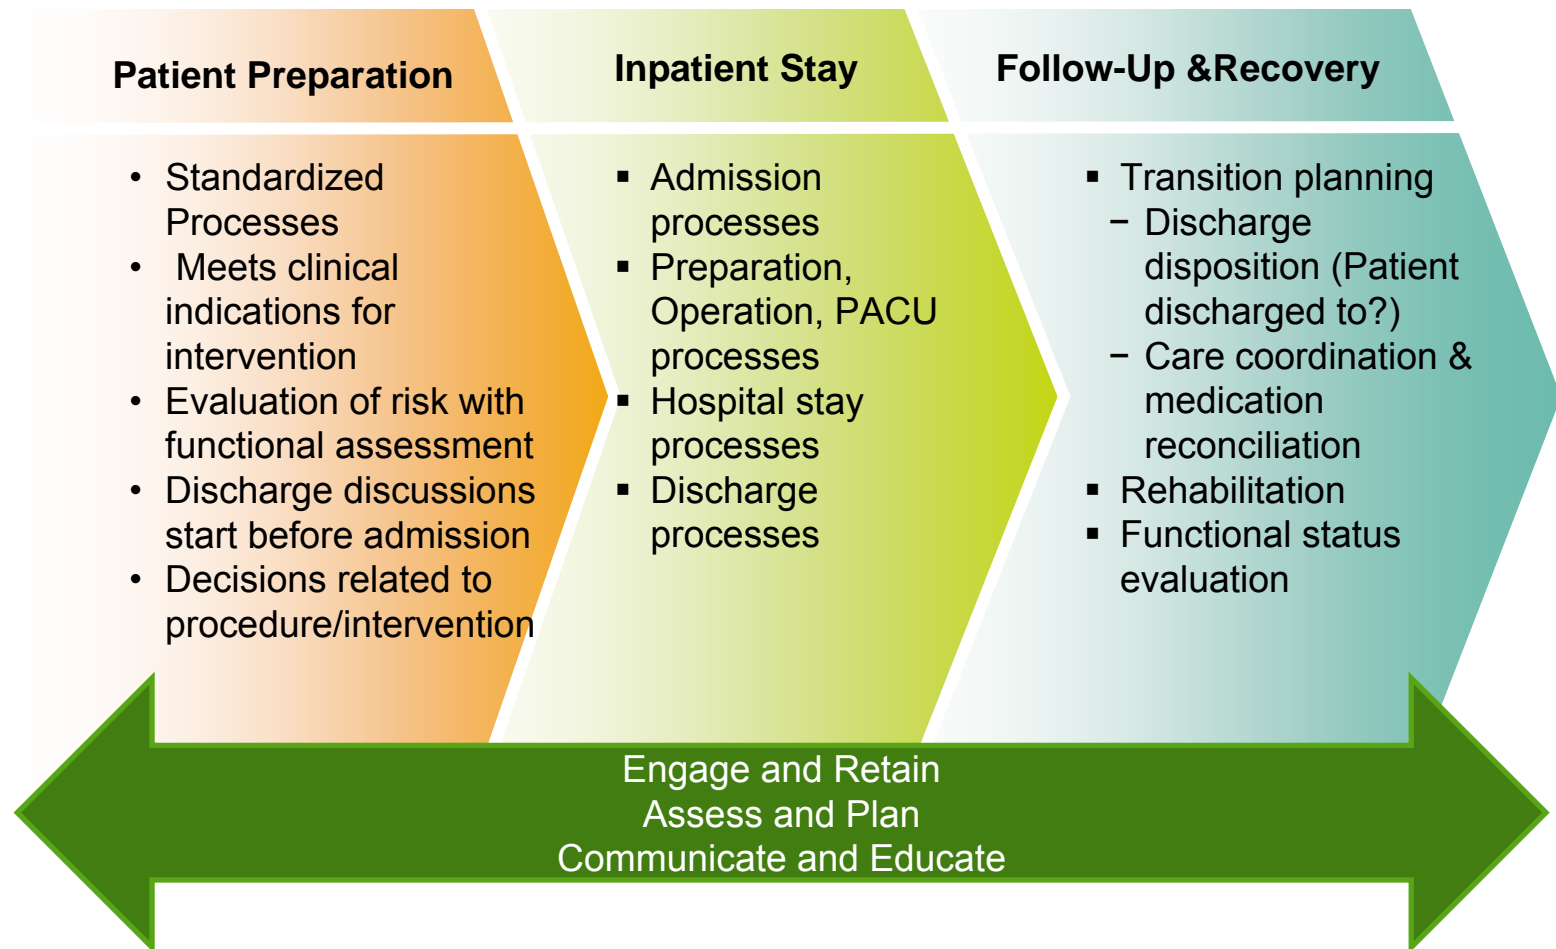 Patient Preparation
• Standardized
Processes
• Meets clinical
indications for
intervention
• Evaluation of risk with
functional assessment
• Discharge discussions
start before admission
• Decisions related to
procedure/intervention
Inpatient Stay
▪ Admission
processes
▪ Preparation,
Operation, PACU
processes
▪ Hospital stay
processes
▪ Discharge
processes
Follow-Up &Recovery
▪ Transition planning
− Discharge
disposition (Patient
discharged to?)
− Care coordination &
medication
reconciliation
▪ Rehabilitation
▪ Functional status
evaluation
Engage and Retain
Assess and Plan
Communicate and Educate